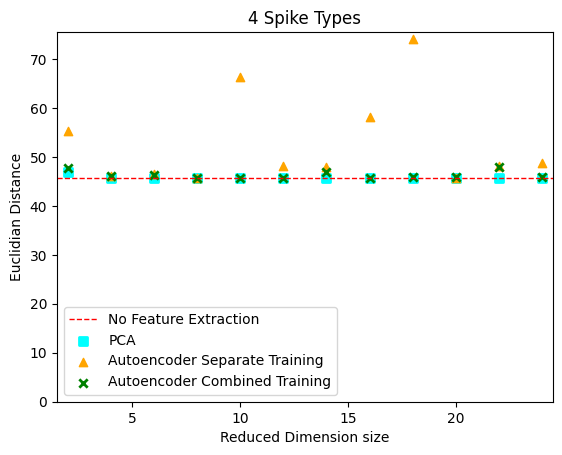 4 Spike Types
70
60
50
40
30
20
10
0
Euclidian Distance
No Feature Extraction
PCA
Autoencoder Separate Training
Autoencoder Combined Training
5
10
15
20
Reduced Dimension size